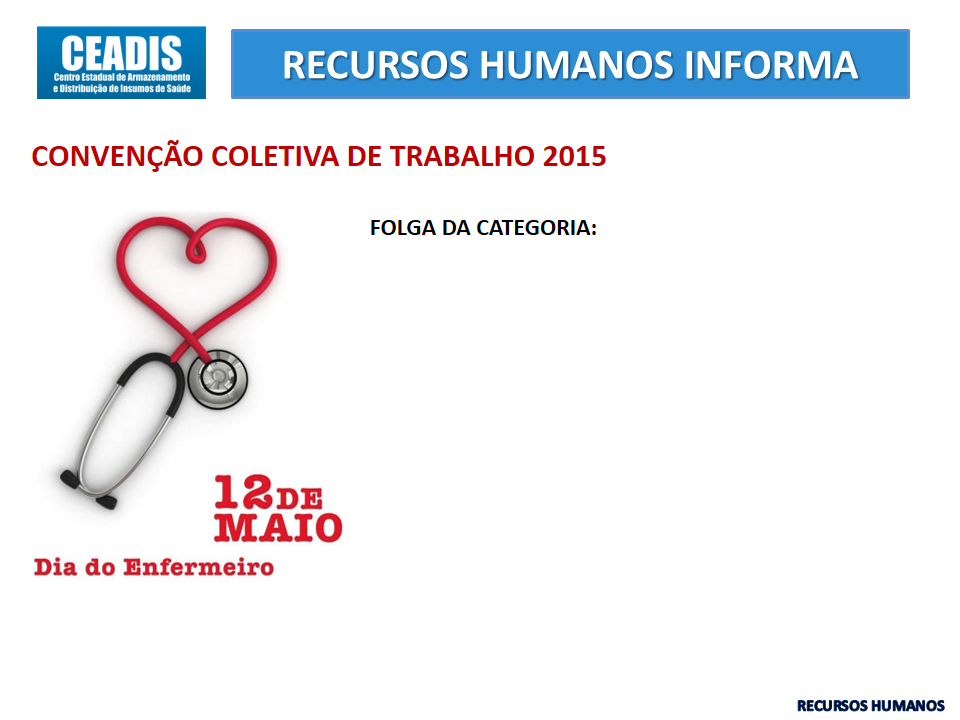 CEADIS
Centro Estadual de Armazenamento
e Distribuição de Insumos de Saúde
RECURSOS HUMANOS INFORMA
CONVENÇÃO COLETIVA DE TRABALHO 2015
FOLGA DA CATEGORIA:
12 DE
MAIO
Dia do Enfermeiro
RECURSOS HUMANOS